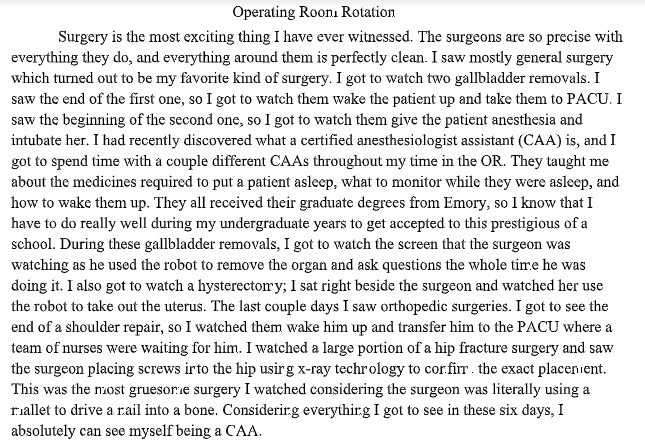 Operating Room Rotation
Surgery is the most exciting thing I have ever witnessed. The surgeons are so precise with
everything they do, and everything around them is perfectly clean. I saw mostly general surgery
which turned out to be my favorite kind of surgery. I got to watch two gallbladder removals. I
saw the end of the first one, so I got to watch them wake the patient up and take them to PACU. I
saw the beginning of the second one, so I got to watch them give the patient anesthesia and
intubate her. I had recently discovered what a certified anesthesiologist assistant (CAA) is, and I
got to spend time with a couple different CAAs throughout my time in the OR. They taught me
about the medicines required to put a patient asleep, what to monitor while they were asleep, and
how to wake them up. They all received their graduate degrees from Emory, so I know that I
have to do really well during my undergraduate years to get accepted to this prestigious of a
school. During these gallbladder removals, I got to watch the screen that the surgeon was
watching as he used the robot to remove the organ and ask questions the whole time he was
doing it. I also got to watch a hysterectomy; I sat right beside the surgeon and watched her use
the robot to take out the uterus. The last couple days I saw orthopedic surgeries. I got to see the
end of a shoulder repair, so I watched them wake him up and transfer him to the PACU where a
team of nurses were waiting for him. I watched a large portion of a hip fracture surgery and saw
the surgeon placing screws into the hip using x-ray technology to confirm the exact placement.
This was the most gruesome surgery I watched considering the surgeon was literally using a
mallet to drive a nail into a bone. Considering everything I got to see in these six days, I
absolutely can see myself being a CAA.